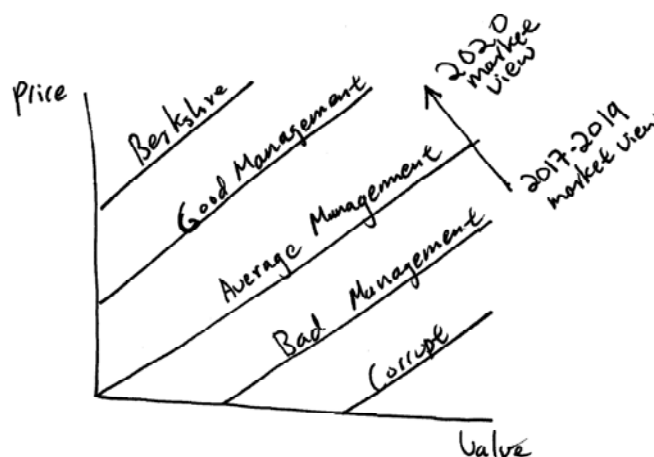 Price
Berkshire
Good Management
Average Management
Bad Management
Corrupt
2020
market
view
2017-2019
market view
Value